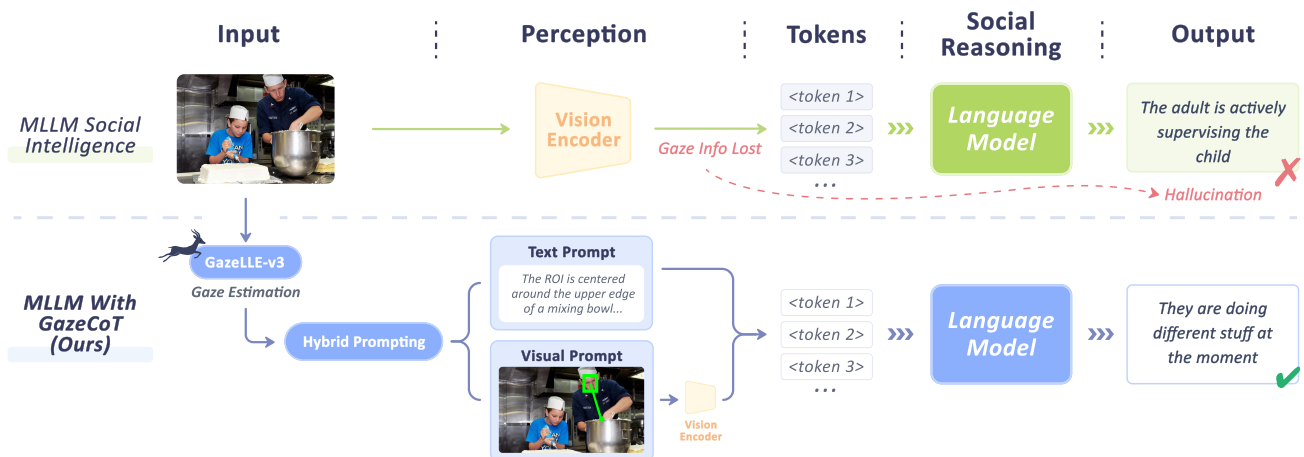 Input
Perception
Tokens
Social
Reasoning
Output
MLLM Social
Intelligence
Vision
Encoder
Gaze Info Lost
<token 1>
<token 2>
<token 3>
...
Language
Model
The adult is actively
supervising the
child
Hallucination
MLLM With
GazeCoT
(Ours)
GazeLLE-v3
Gaze Estimation
Hybrid Prompting
Text Prompt
The ROI is centered
around the upper edge
of a mixing bowl...
Visual Prompt
Vision
Encoder
<token 1>
<token 2>
<token 3>
...
Language
Model
They are doing
different stuff at
the moment